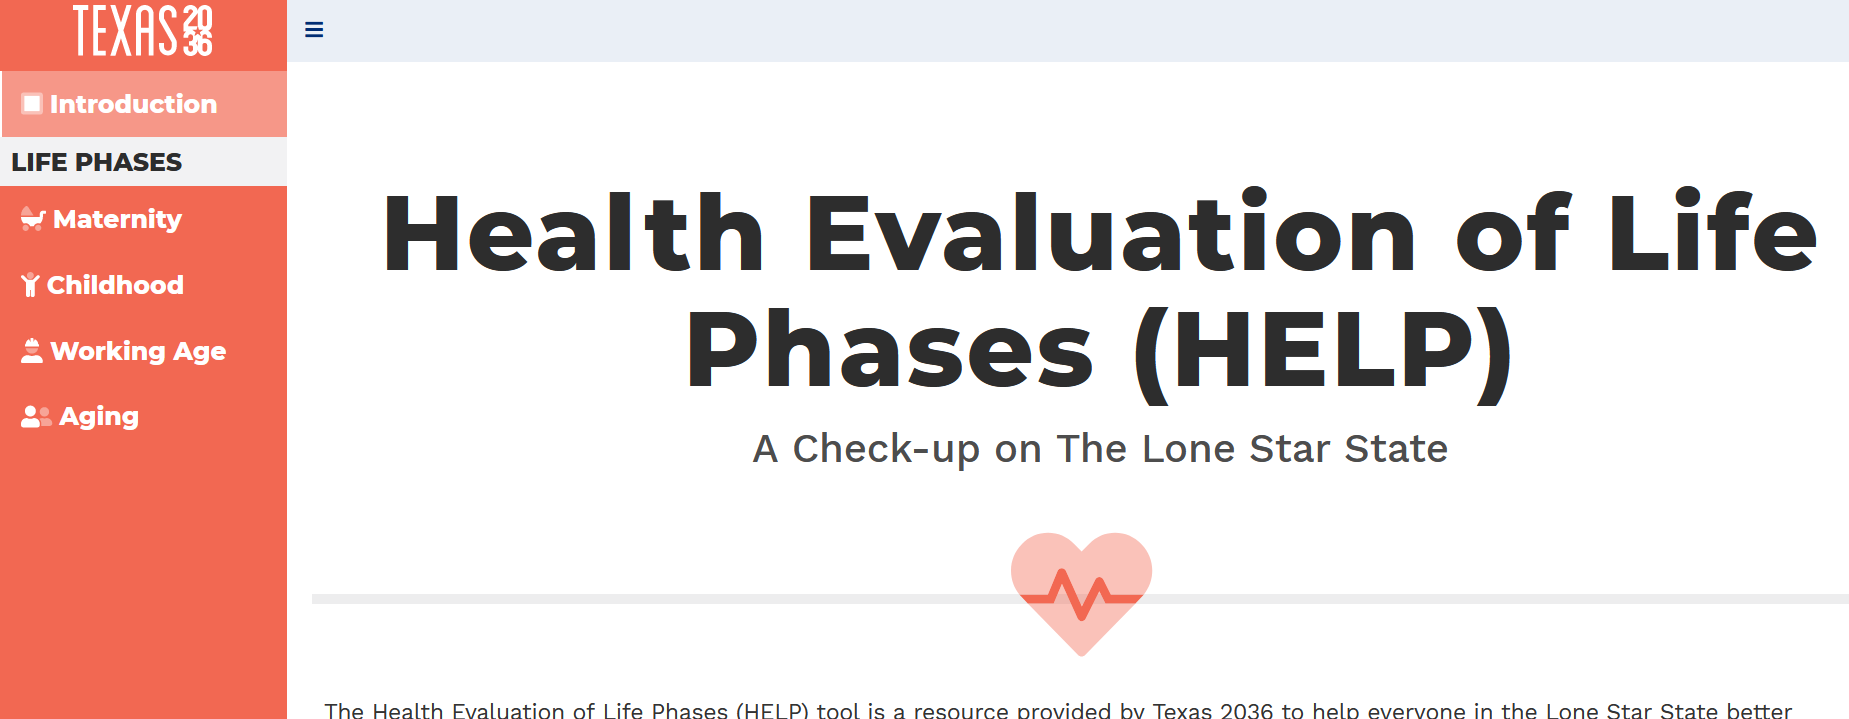 TEXAS 2036
Introduction
LIFE PHASES
Maternity
Childhood
Working Age
Aging
Health Evaluation of Life
Phases (HELP)
A Check-up on The Lone Star State
The Health Evaluation of Life Phases (HELP) tool is a resource provided by Texas 2036 to help everyone in the Lone Star State better